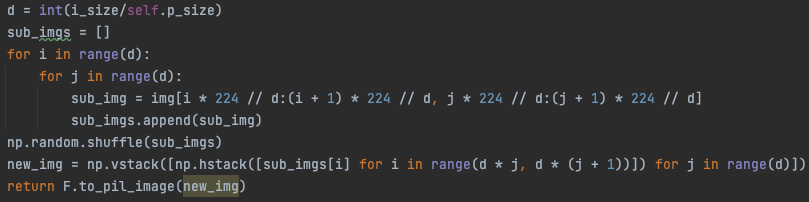 d = int(i_size/self.p_size)
sub_imgs = []
for i in range(d):
    for j in range(d):
        sub_img = img[i * 224 // d:(i + 1) * 224 // d, j * 224 // d:(j + 1) * 224 // d]
        sub_imgs.append(sub_img)
np.random.shuffle(sub_imgs)
new_img = np.vstack([np.hstack([sub_imgs[i] for i in range(d * j, d * (j + 1))]) for j in range(d)])
return F.to_pil_image(new_img)